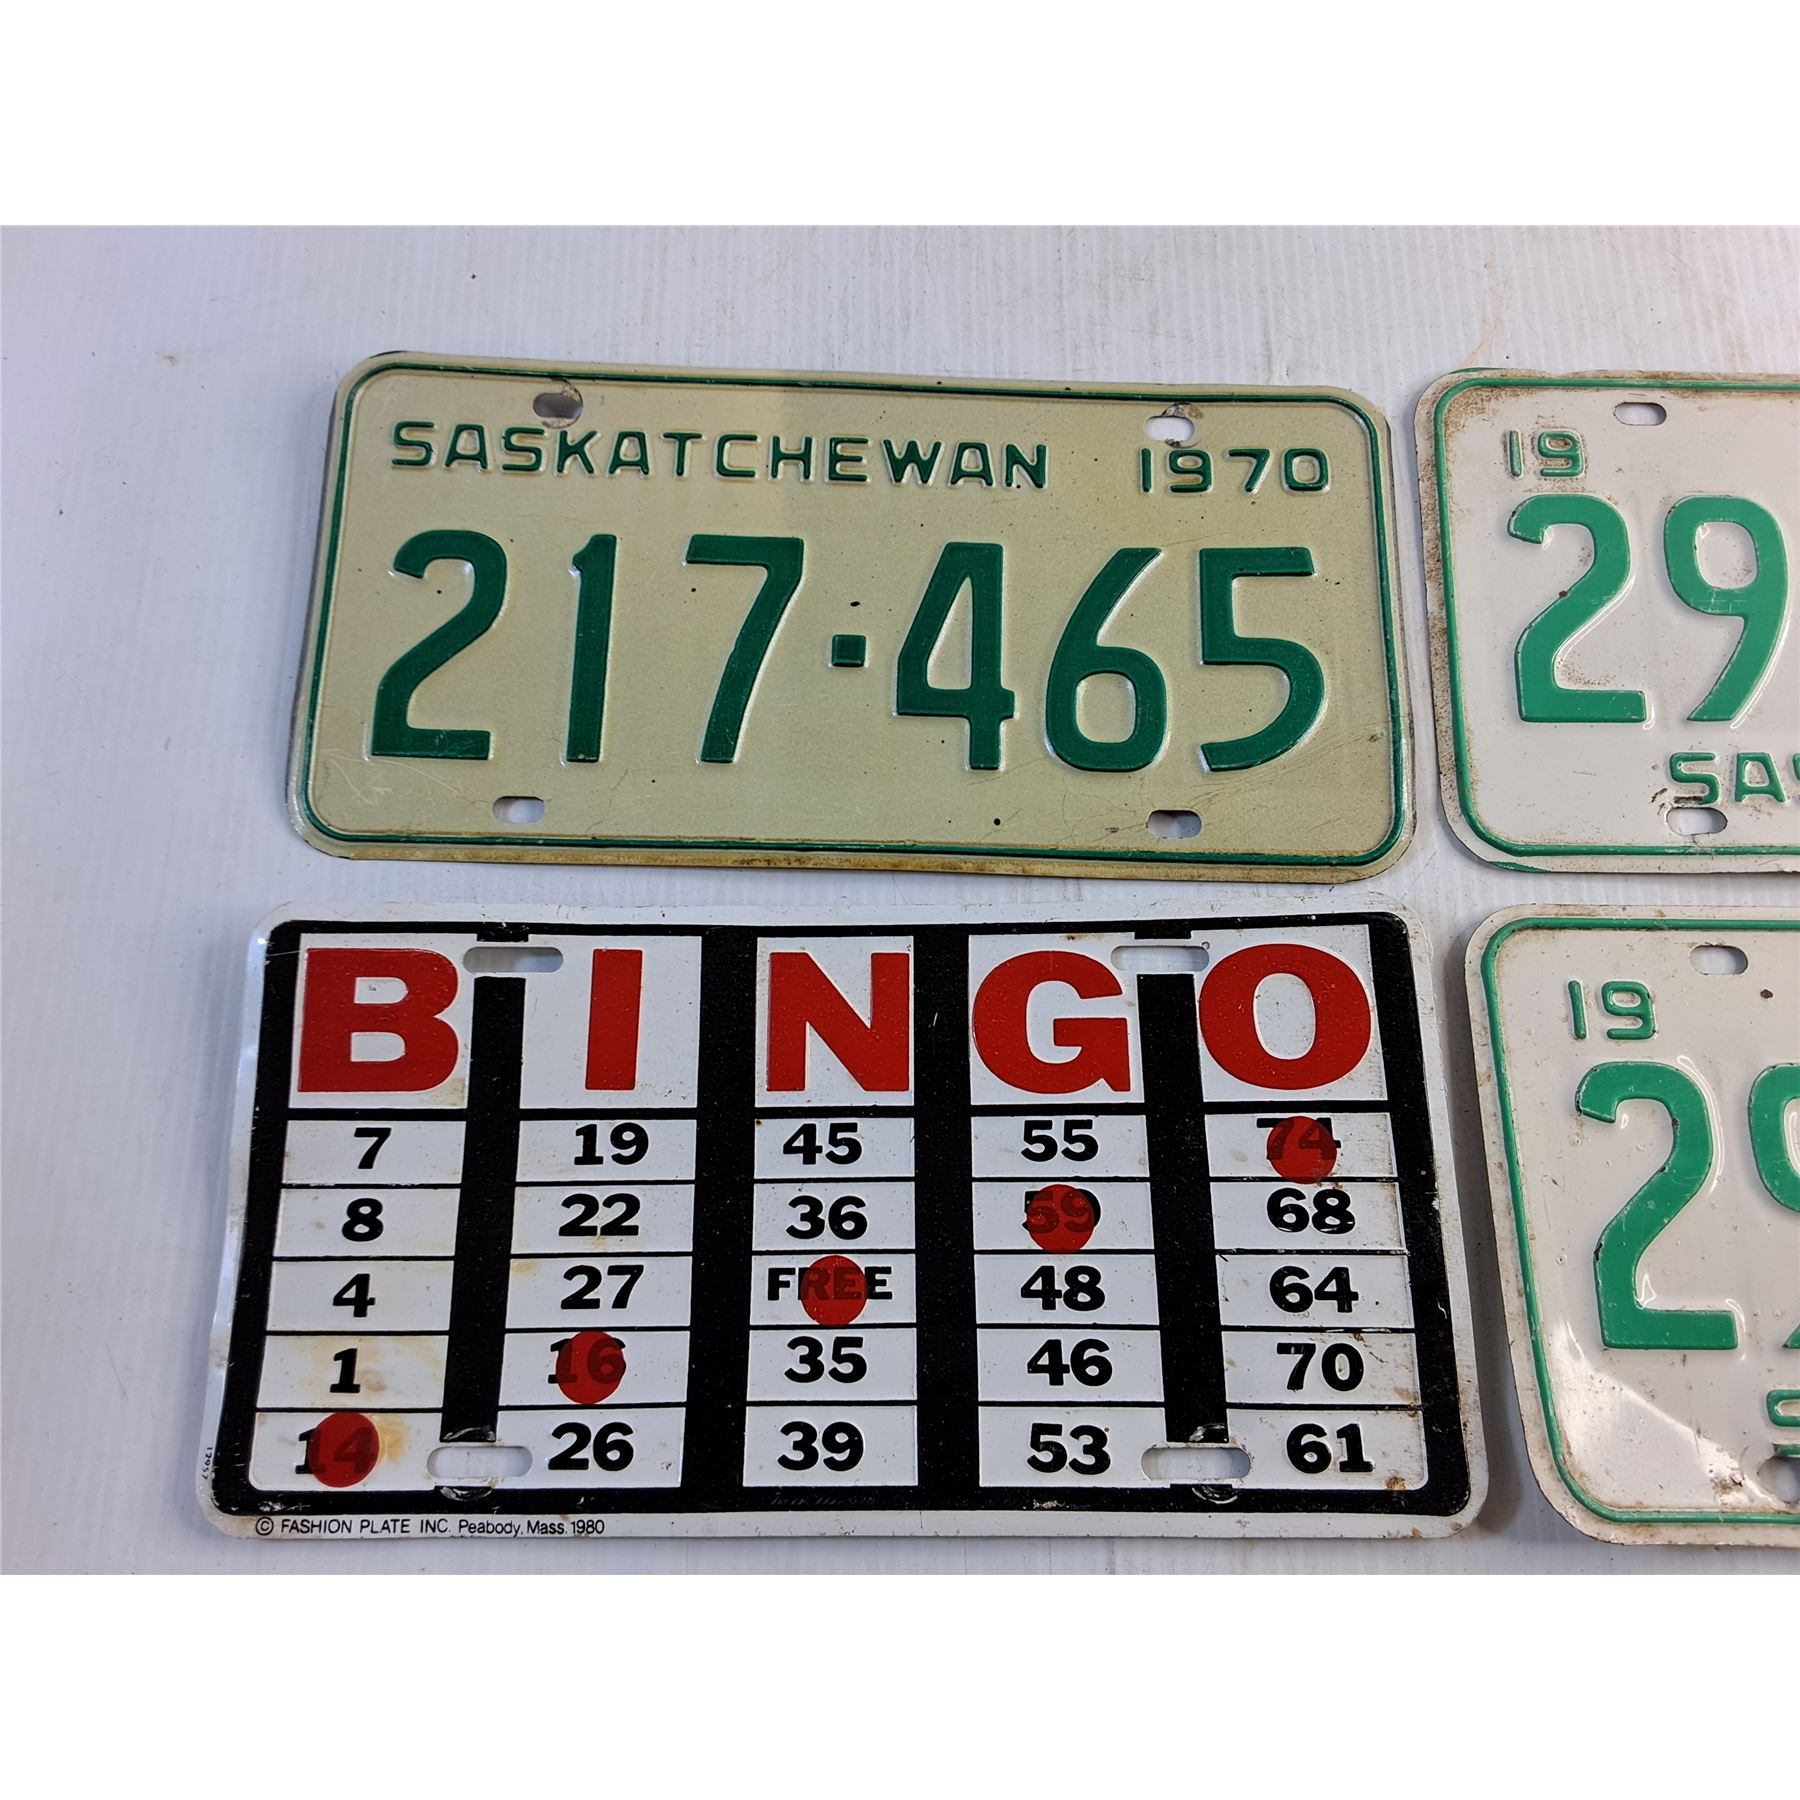 SASKATCHEWAN 1970
217·465
19
29
SAS
BINGO
7 19 45 55 74
8 22 36 59 68
4 27 FREE 48 64
1 16 35 46 70
14 26 39 53 61
12957
© FASHION PLATE INC. Peabody, Mass. 1980
19
29
S